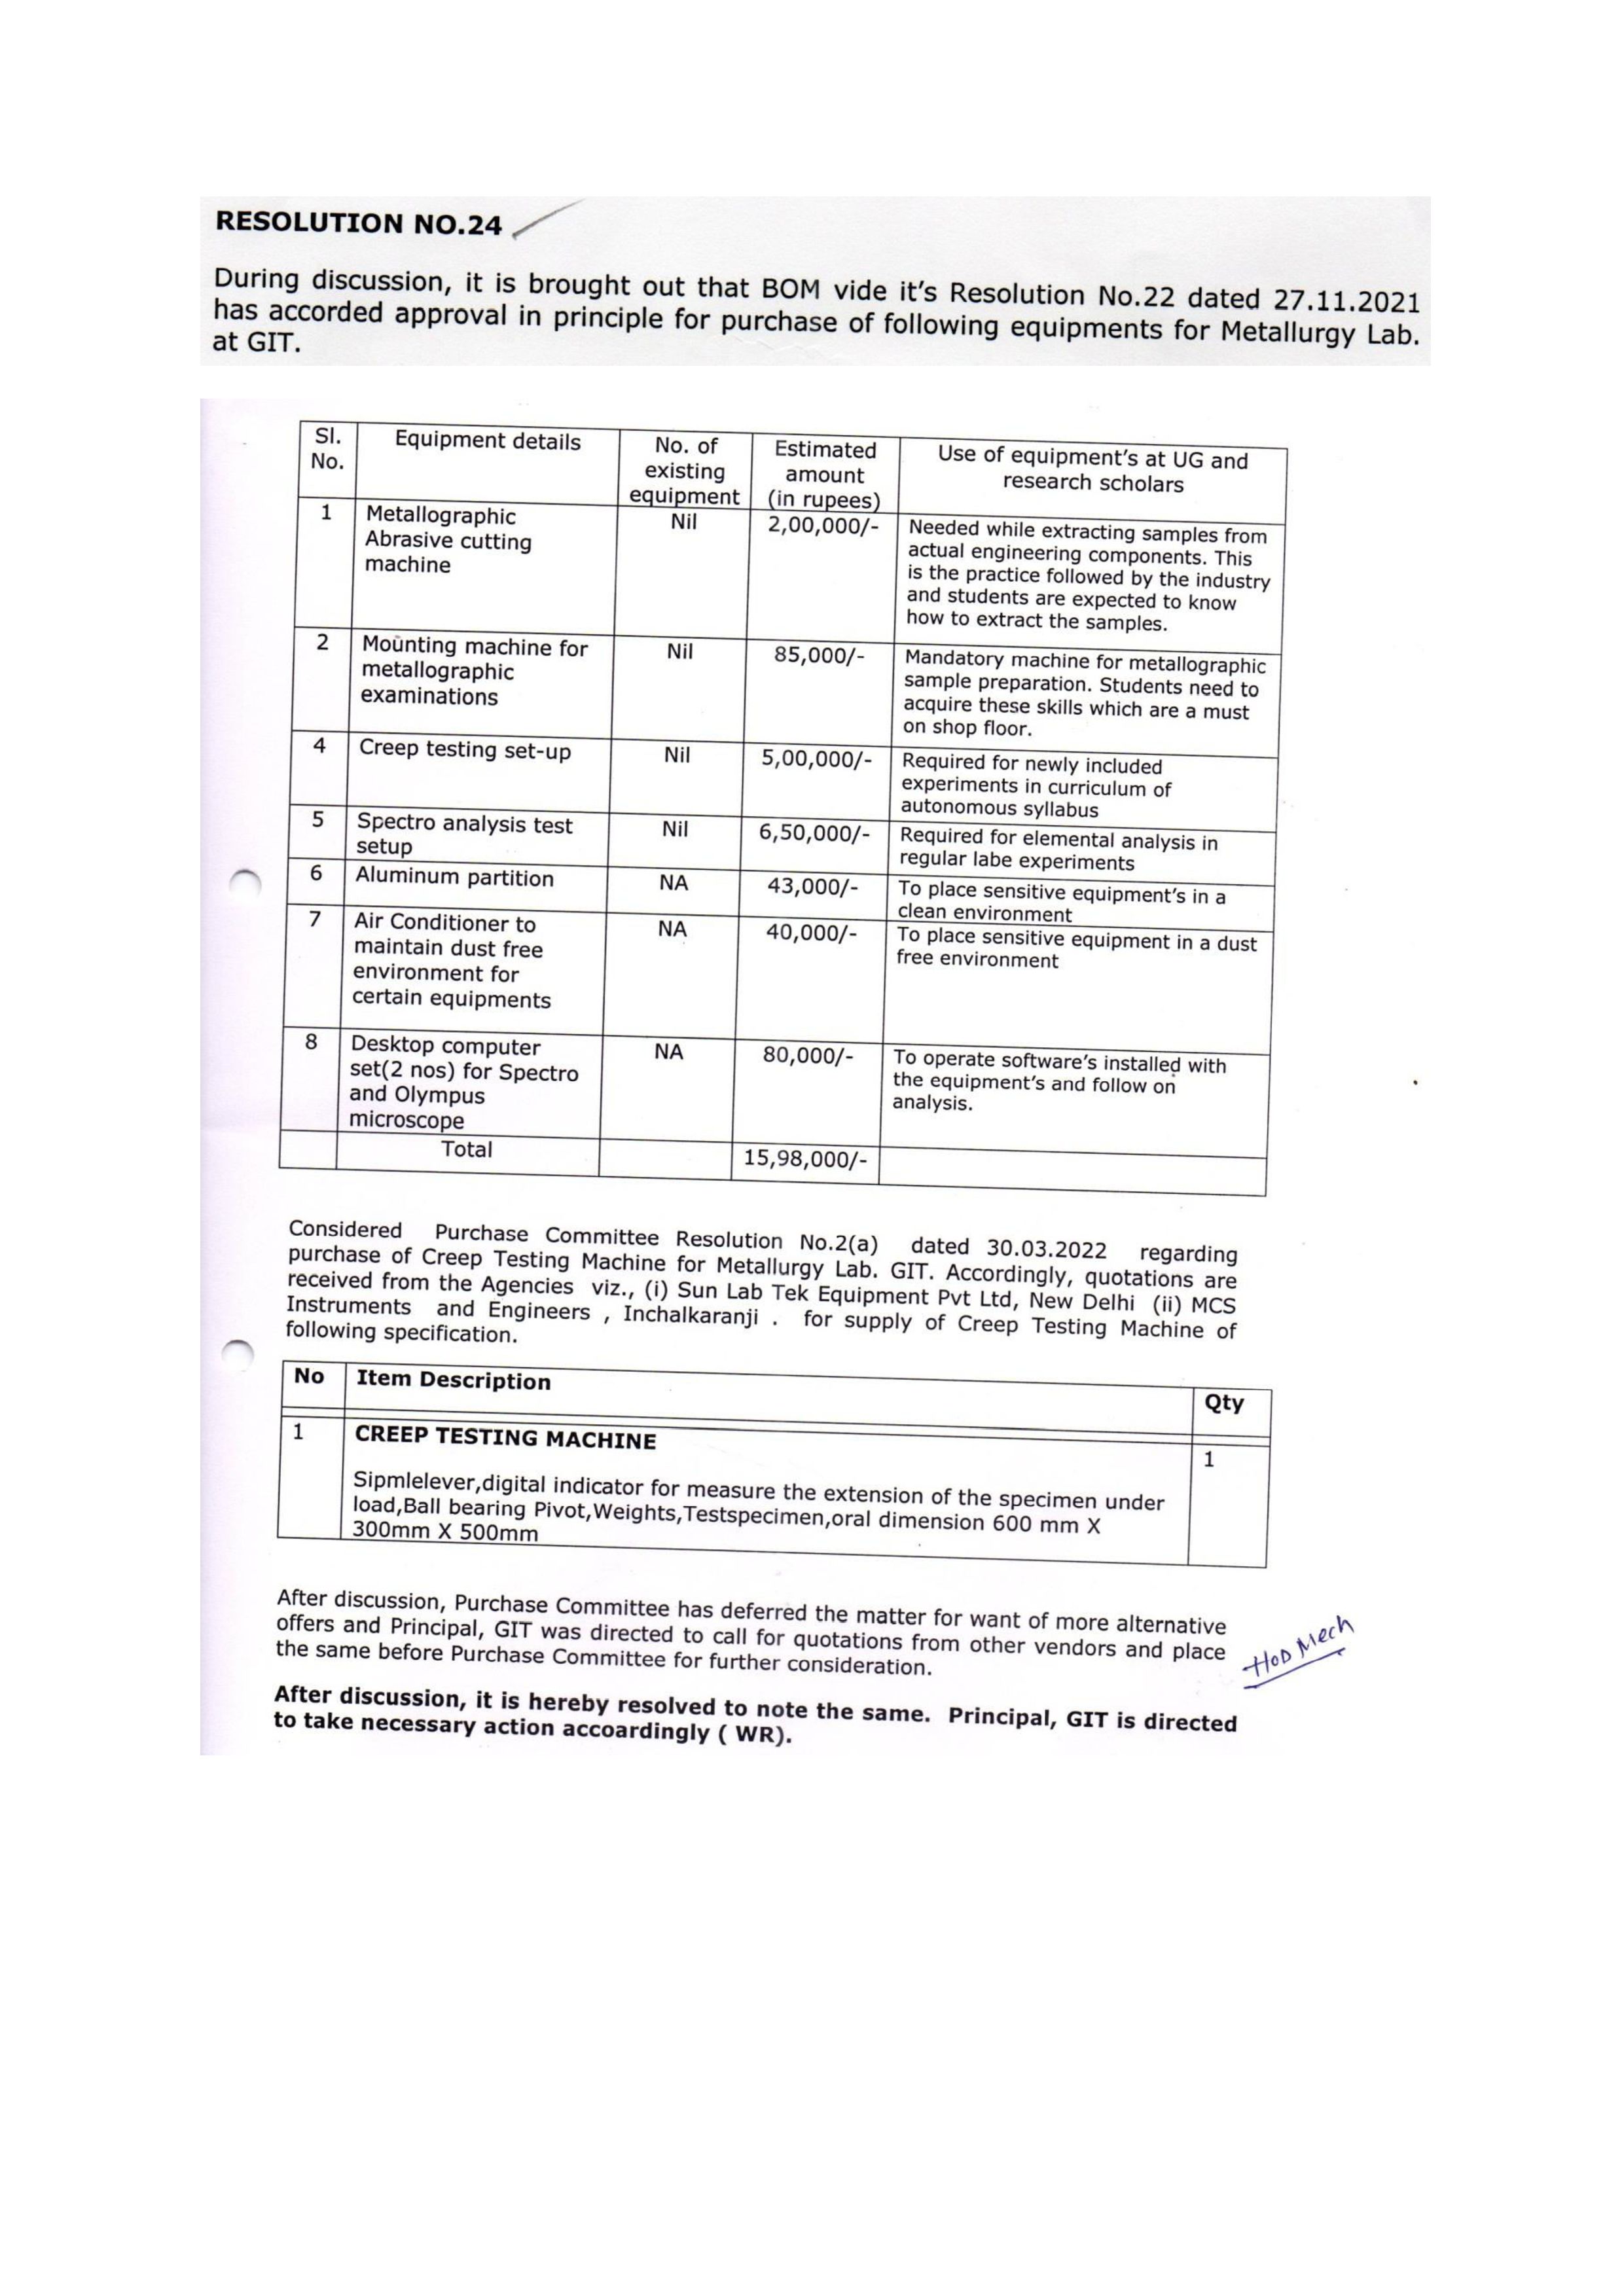 RESOLUTION NO.24
During discussion, it is brought out that BOM vide it's Resolution No.22 dated 27.11.2021
has accorded approval in principle for purchase of following equipments for Metallurgy Lab.
at GIT.
Sl. No. Equipment details No. of existing equipment Estimated amount (in rupees) Use of equipment's at UG and research scholars
1 Metallographic Abrasive cutting machine Nil 2,00,000/- Needed while extracting samples from actual engineering components. This is the practice followed by the industry and students are expected to know how to extract the samples.
2 Mounting machine for metallographic examinations Nil 85,000/- Mandatory machine for metallographic sample preparation. Students need to acquire these skills which are a must on shop floor.
4 Creep testing set-up Nil 5,00,000/- Required for newly included experiments in curriculum of autonomous syllabus
5 Spectro analysis test setup Nil 6,50,000/- Required for elemental analysis in regular labe experiments
6 Aluminum partition NA 43,000/- To place sensitive equipment's in a clean environment
7 Air Conditioner to maintain dust free environment for certain equipments NA 40,000/- To place sensitive equipment in a dust free environment
8 Desktop computer set(2 nos) for Spectro and Olympus microscope NA 80,000/- To operate software's installed with the equipment's and follow on analysis.
Total 15,98,000/-
Considered Purchase Committee Resolution No.2(a) dated 30.03.2022 regarding
purchase of Creep Testing Machine for Metallurgy Lab. GIT. Accordingly, quotations are
received from the Agencies viz., (i) Sun Lab Tek Equipment Pvt Ltd, New Delhi (ii) MCS
Instruments and Engineers , Inchalkaranji . for supply of Creep Testing Machine of
following specification.
No Item Description Qty
1 CREEP TESTING MACHINE 1
Sipmlelever,digital indicator for measure the extension of the specimen under
load,Ball bearing Pivot,Weights,Testspecimen,oral dimension 600 mm X
300mm X 500mm
After discussion, Purchase Committee has deferred the matter for want of more alternative
offers and Principal, GIT was directed to call for quotations from other vendors and place
the same before Purchase Committee for further consideration.
HOD Mech
After discussion, it is hereby resolved to note the same. Principal, GIT is directed
to take necessary action accoardingly ( WR).